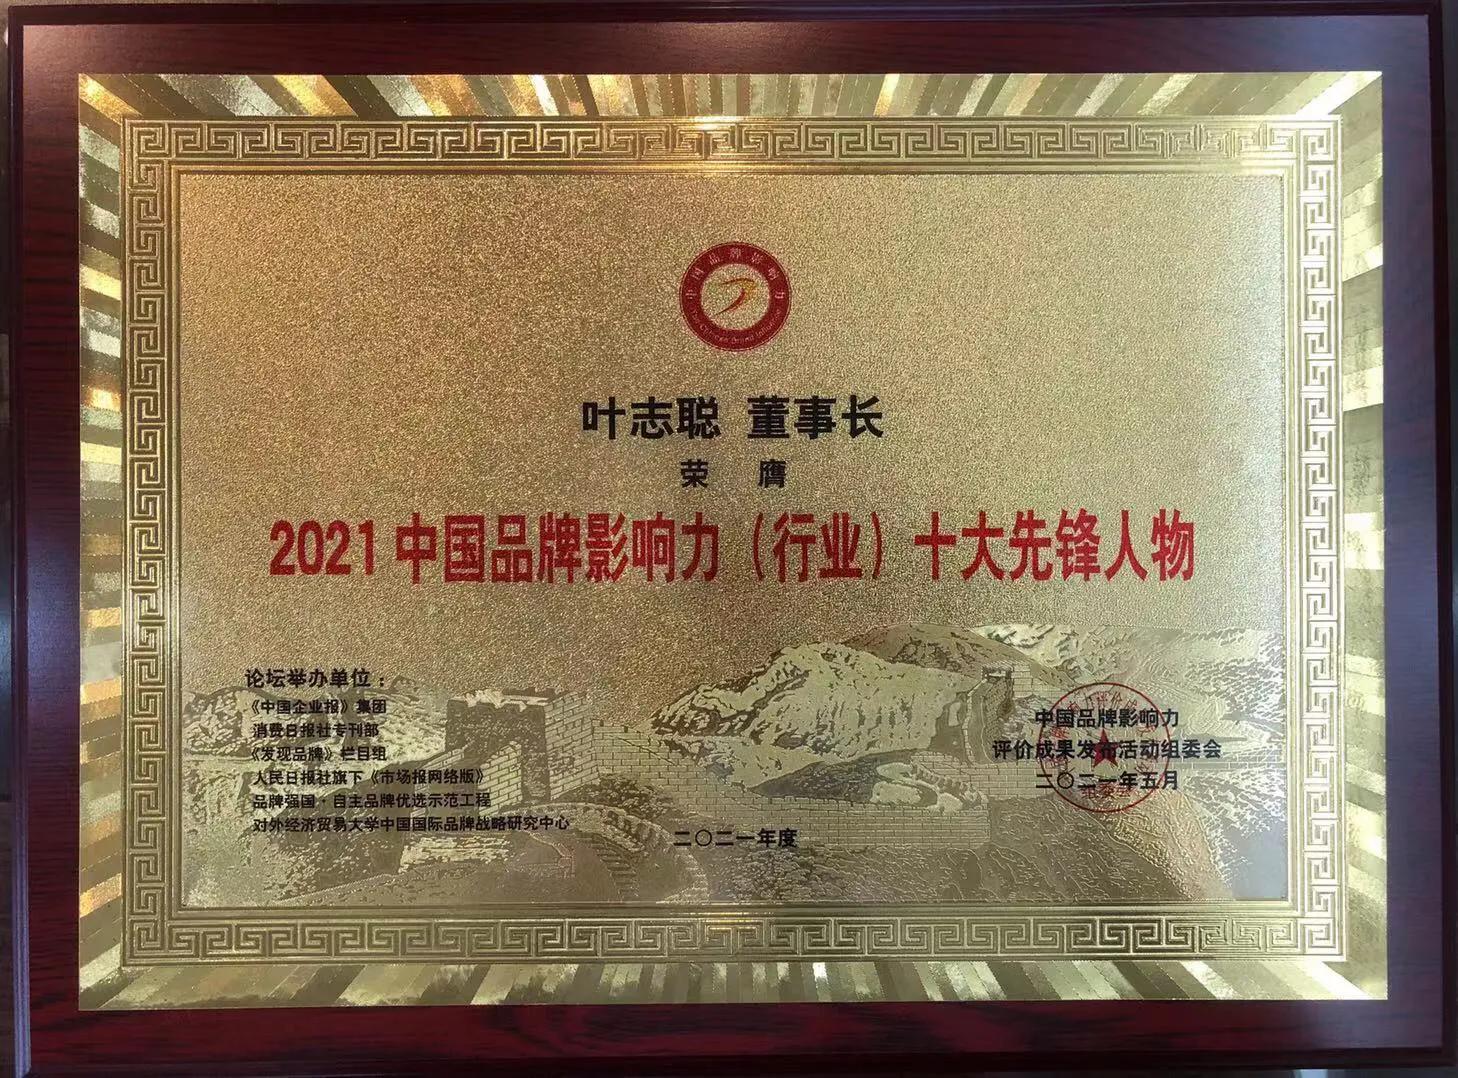 中国品牌影响力
叶志聪 董事长
荣 膺
2021中国品牌影响力（行业）十大先锋人物
论坛举办单位：
《中国企业报》集团
消费日报社专刊部
《发现品牌》栏目组
人民日报社旗下《市场报网络版》
品牌强国·自主品牌优选示范工程
对外经济贸易大学中国国际品牌战略研究中心
中国品牌影响力
评价成果发布活动组委会
二〇二一年五月
二〇二一年度